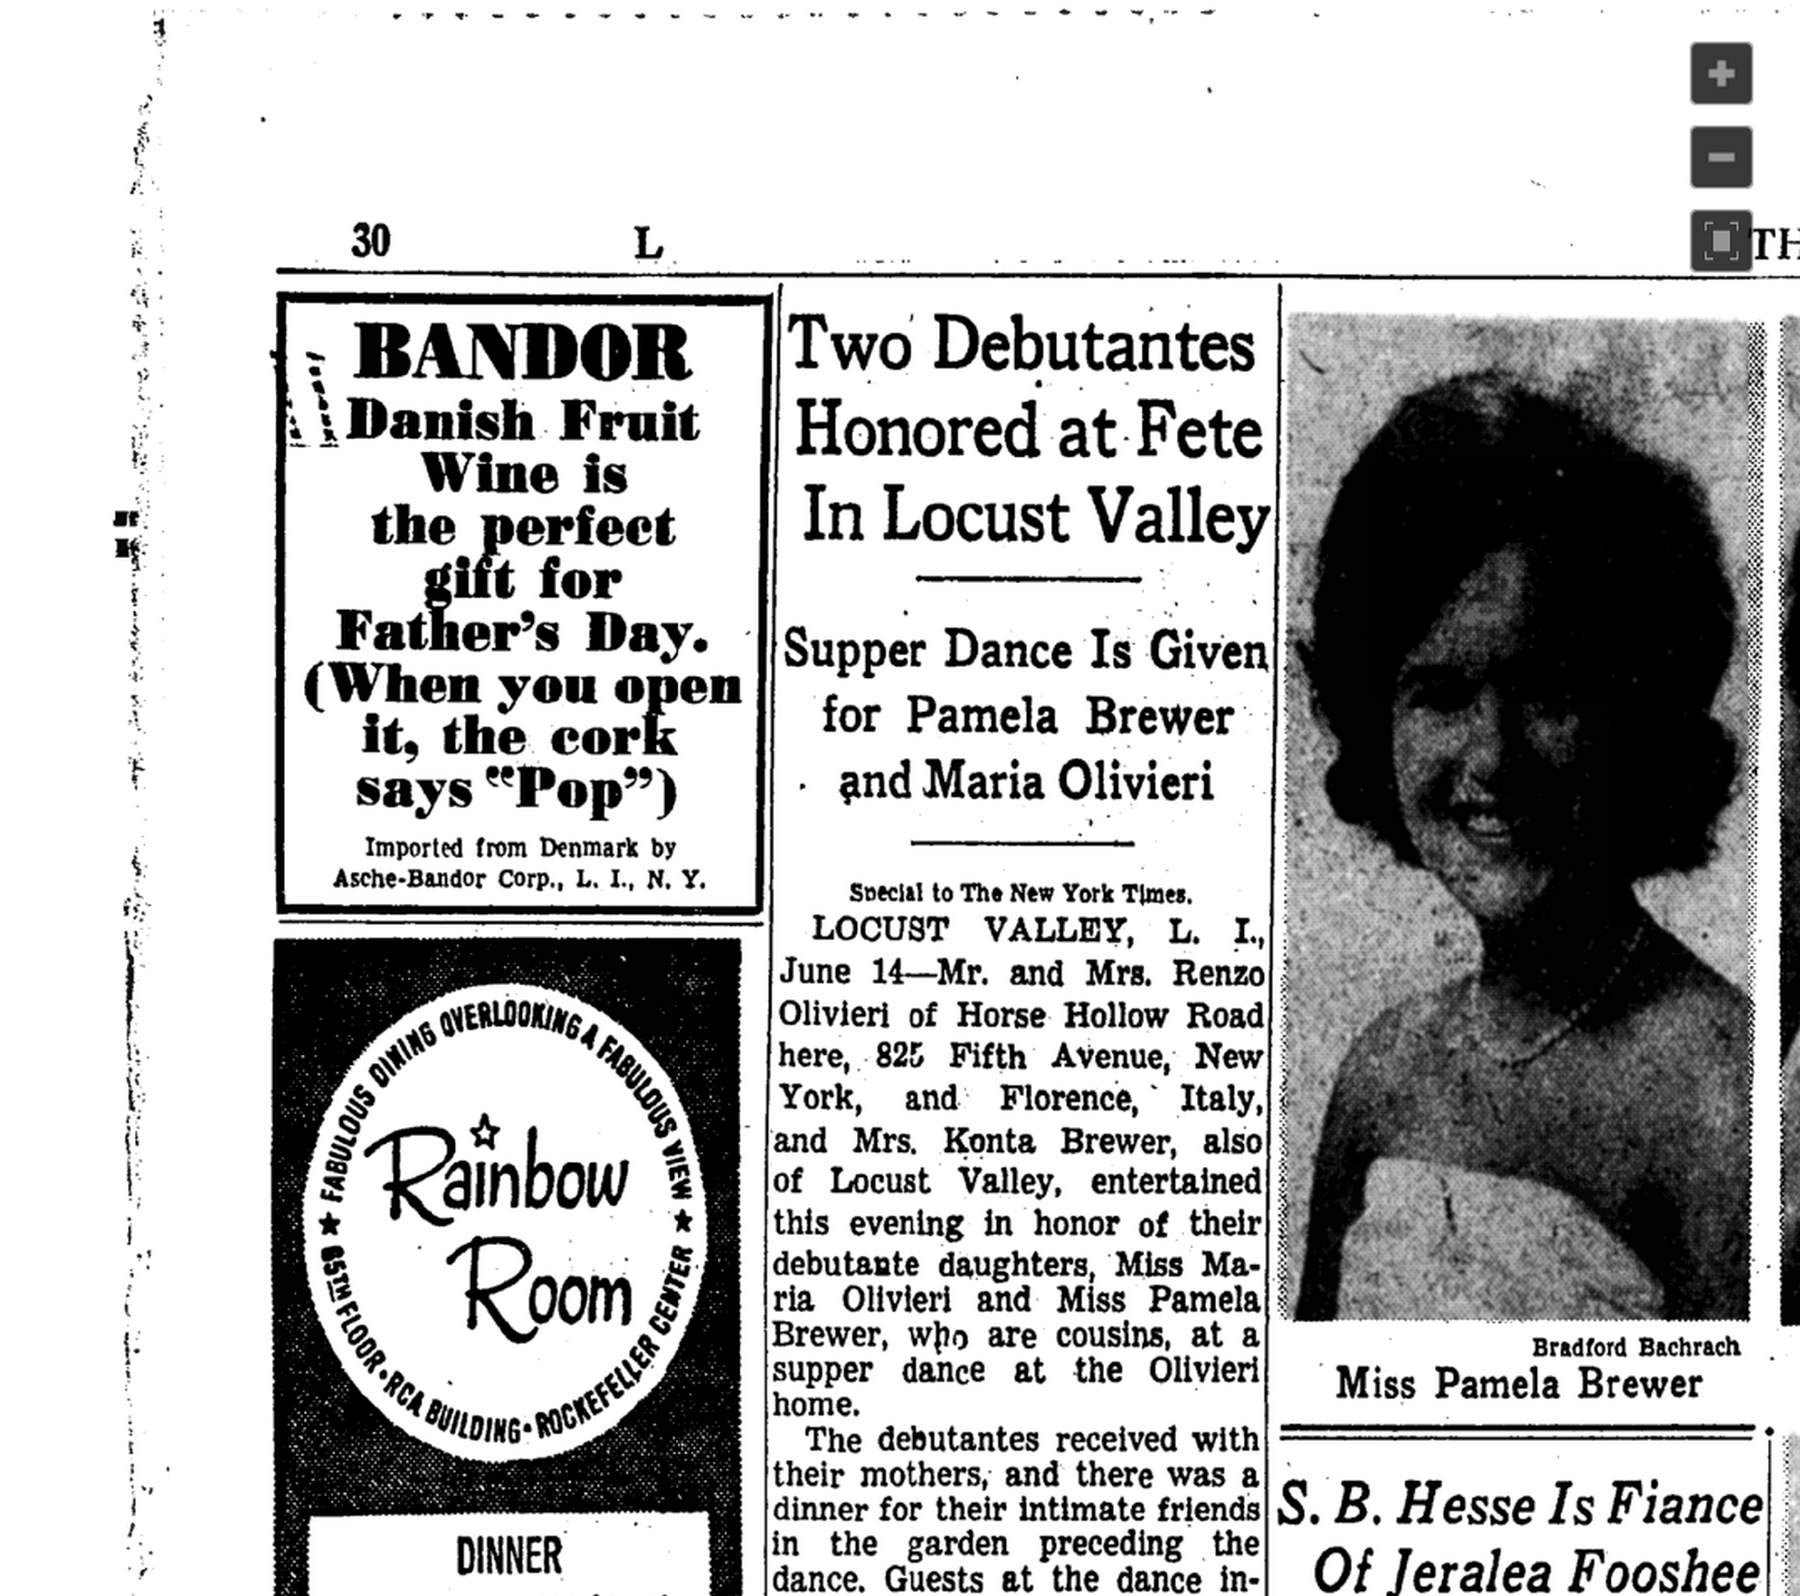 30 L
TH
BANDOR
Danish Fruit
Wine is
the perfect
gift for
Father's Day.
(When you open
it, the cork
says "Pop")
Imported from Denmark by
Asche-Bandor Corp., L. I., N. Y.
★ FABULOUS DINING OVERLOOKING A FABULOUS VIEW ★
Rainbow
Room
65TH FLOOR • RCA BUILDING • ROCKEFELLER CENTER
DINNER
Two Debutantes
Honored at Fete
In Locust Valley
Supper Dance Is Given
for Pamela Brewer
and Maria Olivieri
Special to The New York Times.
LOCUST VALLEY, L. I.,
June 14—Mr. and Mrs. Renzo
Olivieri of Horse Hollow Road
here, 825 Fifth Avenue, New
York, and Florence, Italy,
and Mrs. Konta Brewer, also
of Locust Valley, entertained
this evening in honor of their
debutante daughters, Miss Ma-
ria Olivieri and Miss Pamela
Brewer, who are cousins, at a
supper dance at the Olivieri
home.
The debutantes received with
their mothers, and there was a
dinner for their intimate friends
in the garden preceding the
dance. Guests at the dance in-
Bradford Bachrach
Miss Pamela Brewer
S. B. Hesse Is Fiance
Of Jeralea Fooshee